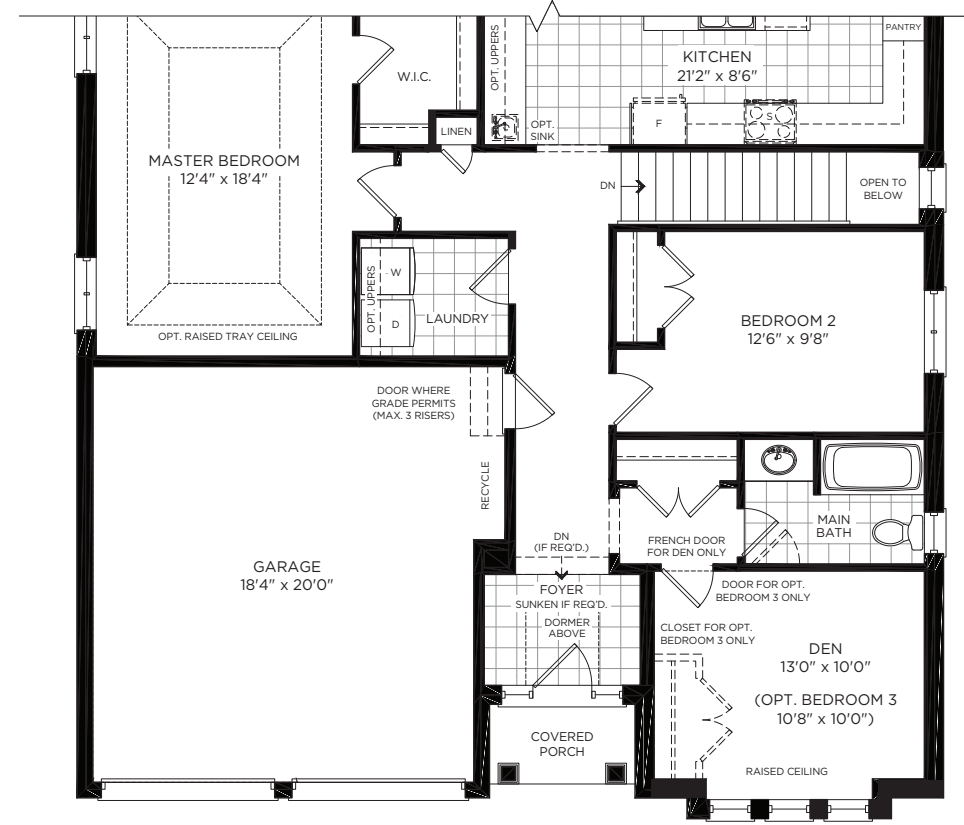 PANTRY
OPT. UPPERS
KITCHEN
21'2" x 8'6"
W.I.C.
LINEN
OPT.
SINK
F
S
MASTER BEDROOM
12'4" x 18'4"
DN
OPEN TO
BELOW
OPT. UPPERS
W
D
LAUNDRY
BEDROOM 2
12'6" x 9'8"
OPT. RAISED TRAY CEILING
DOOR WHERE
GRADE PERMITS
(MAX. 3 RISERS)
RECYCLE
MAIN
BATH
FRENCH DOOR
FOR DEN ONLY
DN
(IF REQ'D.)
GARAGE
18'4" x 20'0"
FOYER
SUNKEN IF REQ'D.
DORMER
ABOVE
DOOR FOR OPT.
BEDROOM 3 ONLY
CLOSET FOR OPT.
BEDROOM 3 ONLY
DEN
13'0" x 10'0"
(OPT. BEDROOM 3
10'8" x 10'0")
COVERED
PORCH
RAISED CEILING